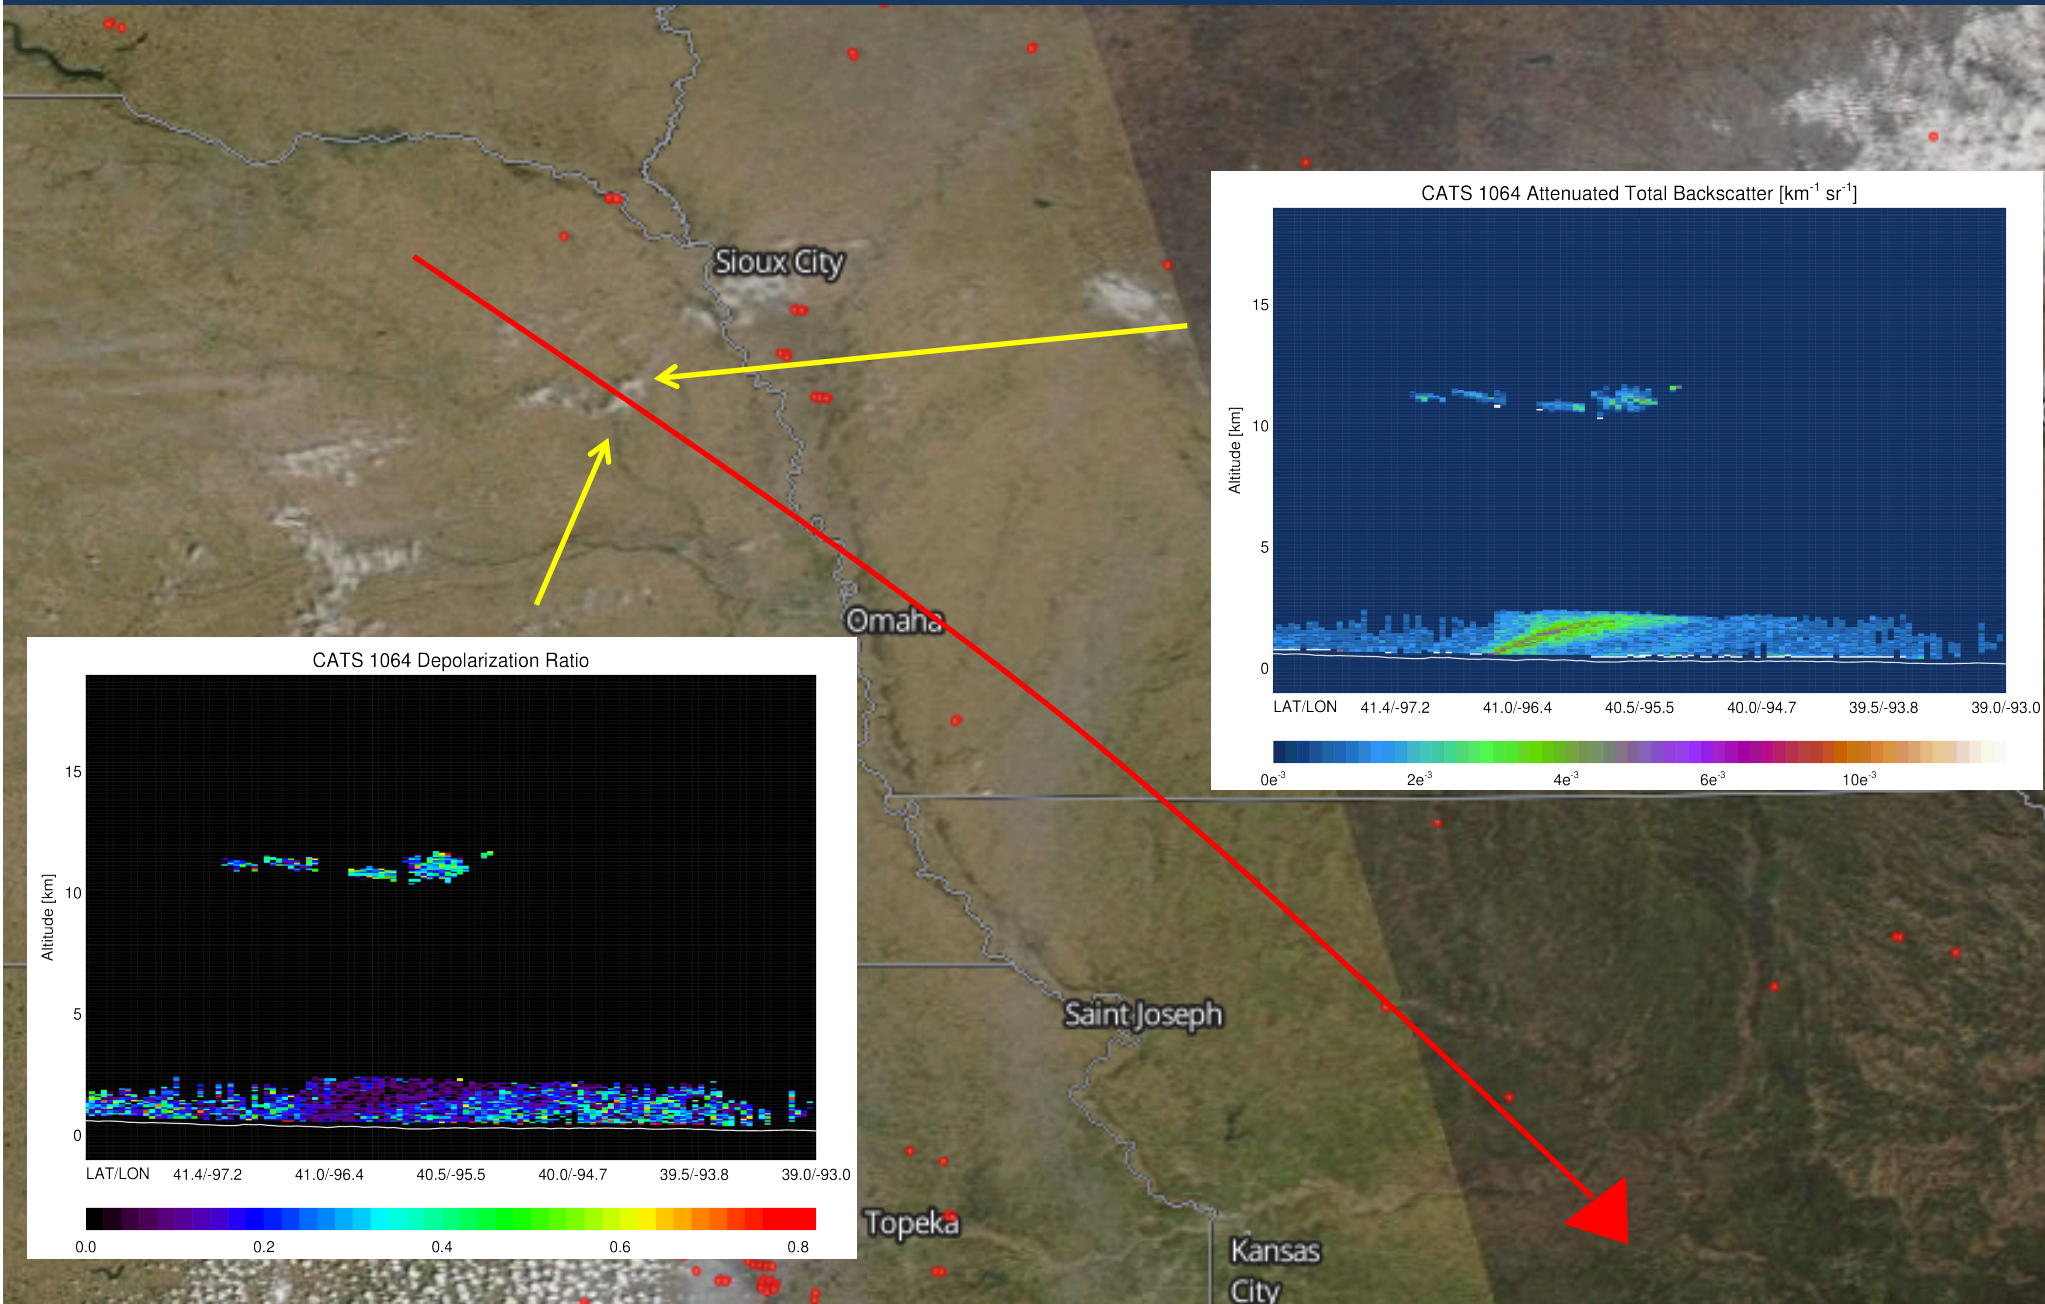 CATS 1064 Attenuated Total Backscatter [km⁻¹ sr⁻¹]
Sioux City
15
10
5
0
Altitude [km]
LAT/LON 41.4/-97.2 41.0/-96.4 40.5/-95.5 40.0/-94.7 39.5/-93.8 39.0/-93.0
0e⁻³ 2e⁻³ 4e⁻³ 6e⁻³ 10e⁻³
Omaha
CATS 1064 Depolarization Ratio
15
10
5
0
Altitude [km]
LAT/LON 41.4/-97.2 41.0/-96.4 40.5/-95.5 40.0/-94.7 39.5/-93.8 39.0/-93.0
0.0 0.2 0.4 0.6 0.8
Saint Joseph
Topeka
Kansas
City